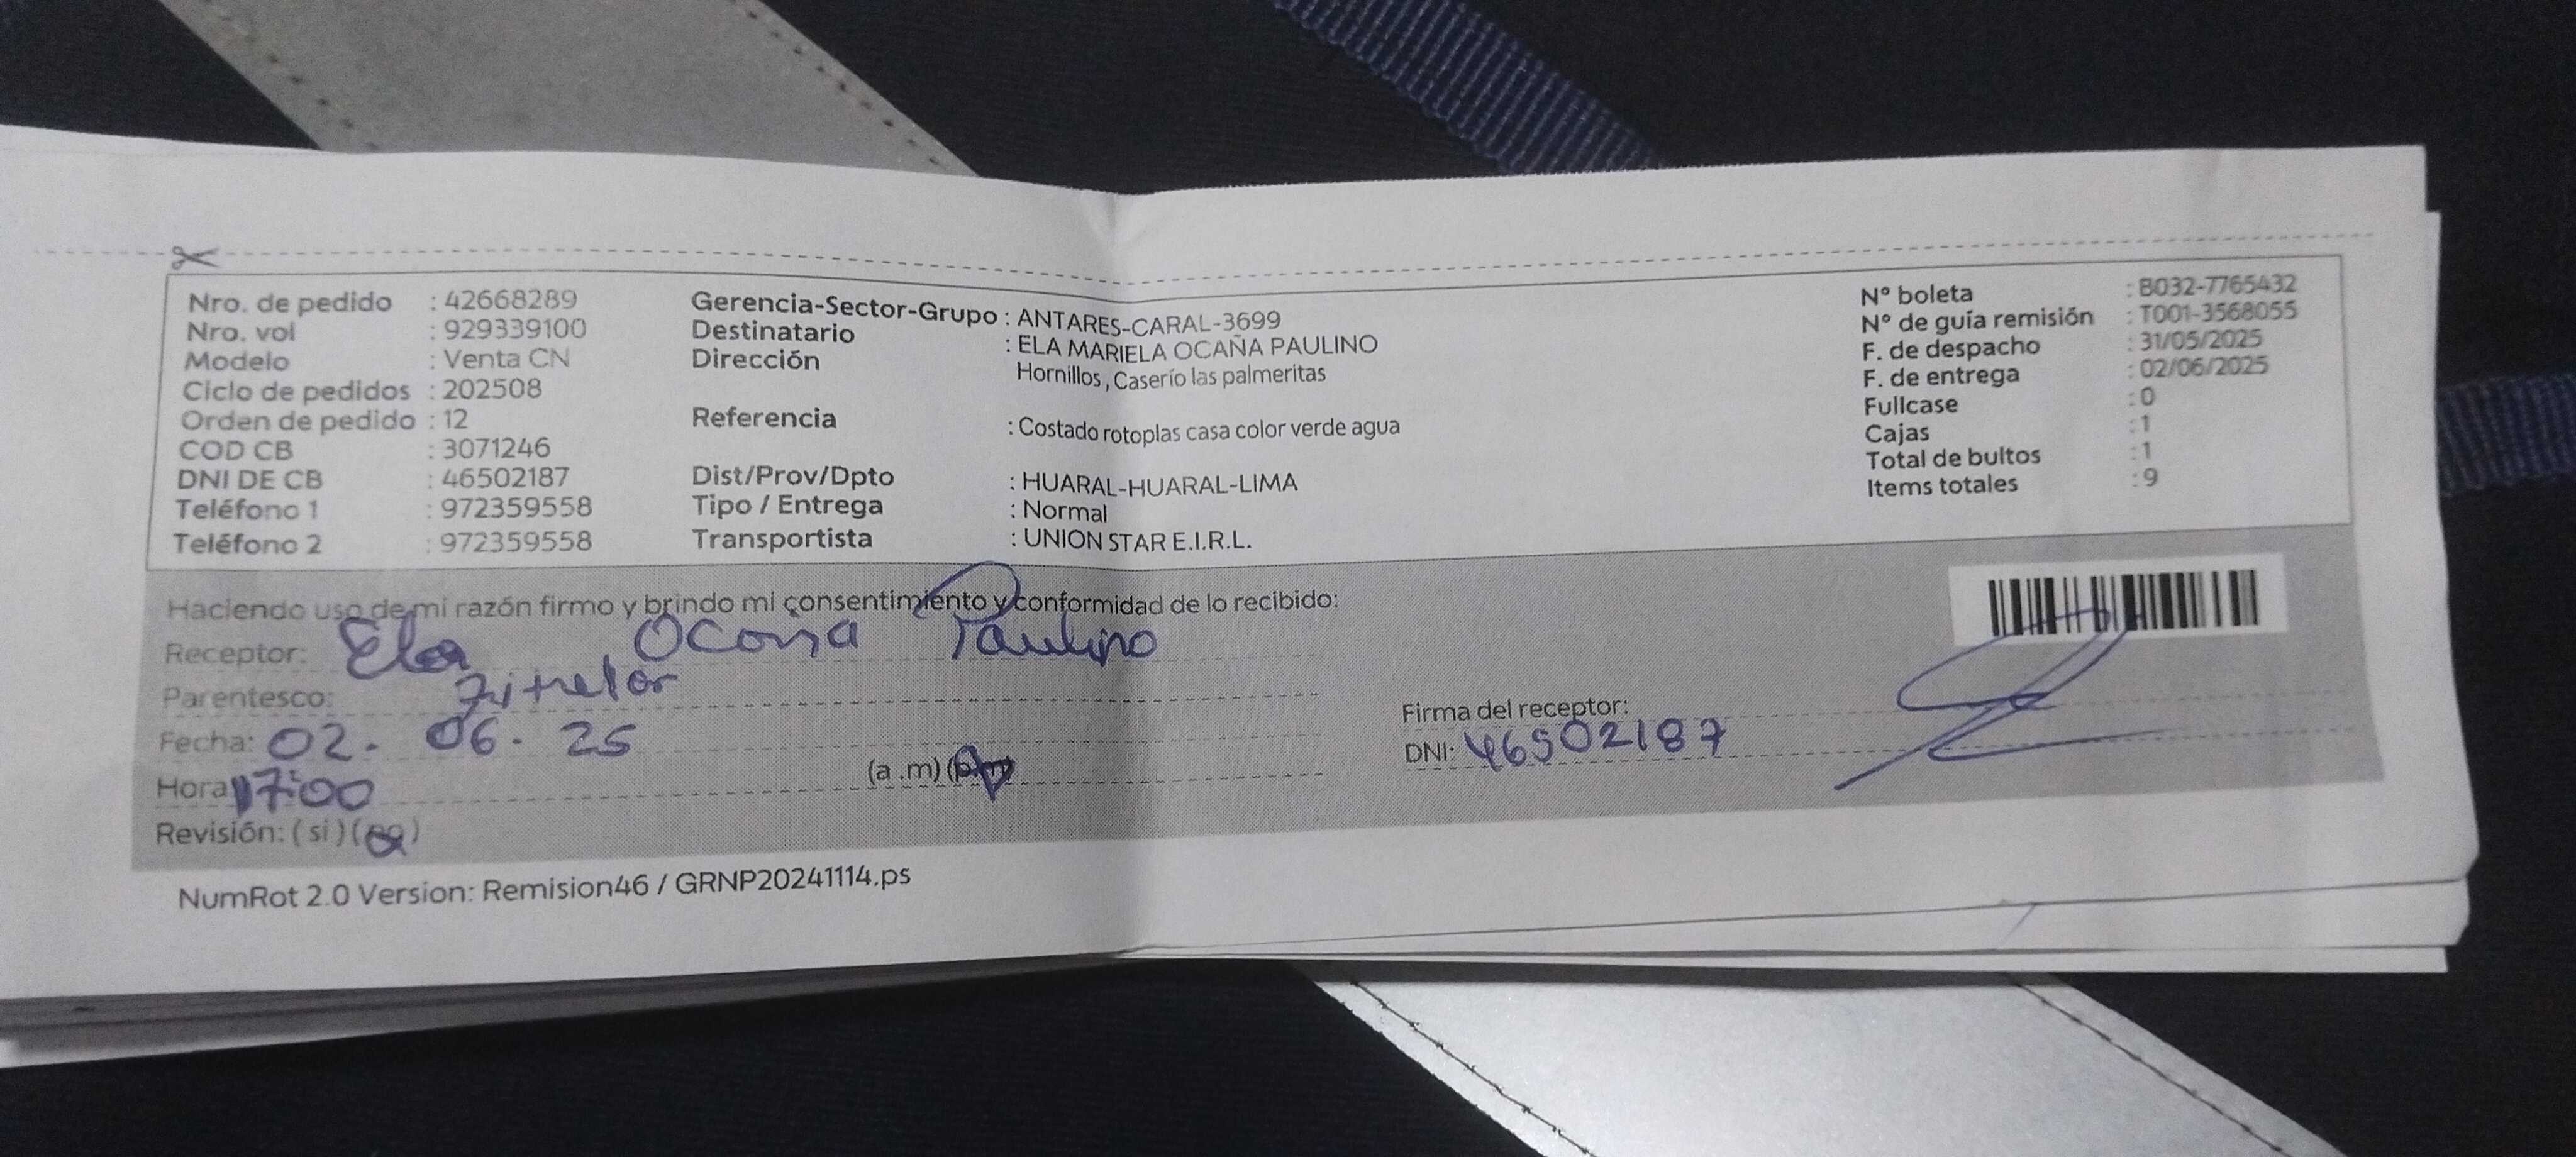 Nro. de pedido : 42668289
Nro. vol : 929339100
Modelo : Venta CN
Ciclo de pedidos : 202508
Orden de pedido : 12
COD CB : 3071246
DNI DE CB : 46502187
Teléfono 1 : 972359558
Teléfono 2 : 972359558
Gerencia-Sector-Grupo : ANTARES-CARAL-3699
Destinatario : ELA MARIELA OCAÑA PAULINO
Dirección Hornillos, Caserío las palmeritas
Referencia : Costado rotoplas casa color verde agua
Dist/Prov/Dpto : HUARAL-HUARAL-LIMA
Tipo / Entrega : Normal
Transportista : UNION STAR E.I.R.L.
N° boleta : B032-7765432
N° de guía remisión : T001-3568055
F. de despacho : 31/05/2025
F. de entrega : 02/06/2025
Fullcase : 0
Cajas : 1
Total de bultos : 1
Items totales : 9
Haciendo uso de mi razón firmo y brindo mi consentimiento y conformidad de lo recibido:
Receptor: Ela Ocaña Paulino
Parentesco:
Fecha: 02. 06. 25
Hora 17:00 (a .m) (p.m)
Revisión: ( si ) (
Firma del receptor:
DNI: 46502187
NumRot 2.0 Version: Remision46 / GRNP20241114.ps